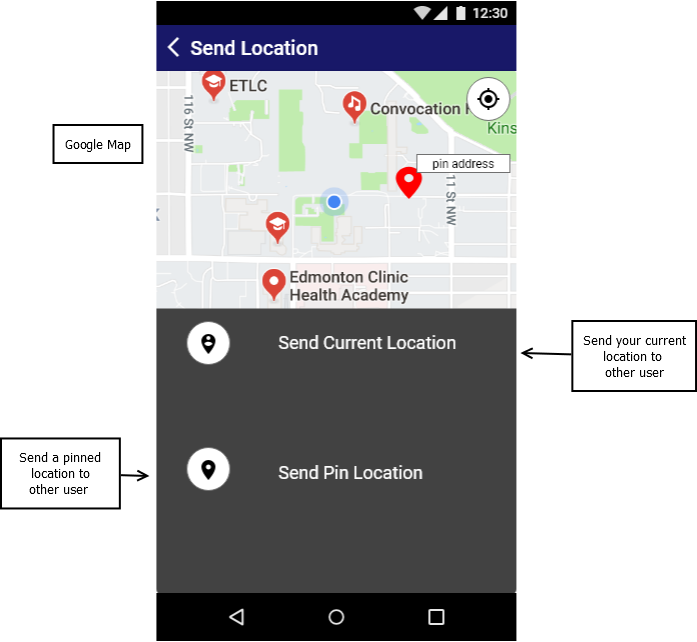 12:30
Send Location
ETLC
Convocation
116 St NW
Kins
pin address
11 St NW
Google Map
Edmonton Clinic
Health Academy
Send Current Location
Send your current
location to
other user
Send a pinned
location to
other user
Send Pin Location